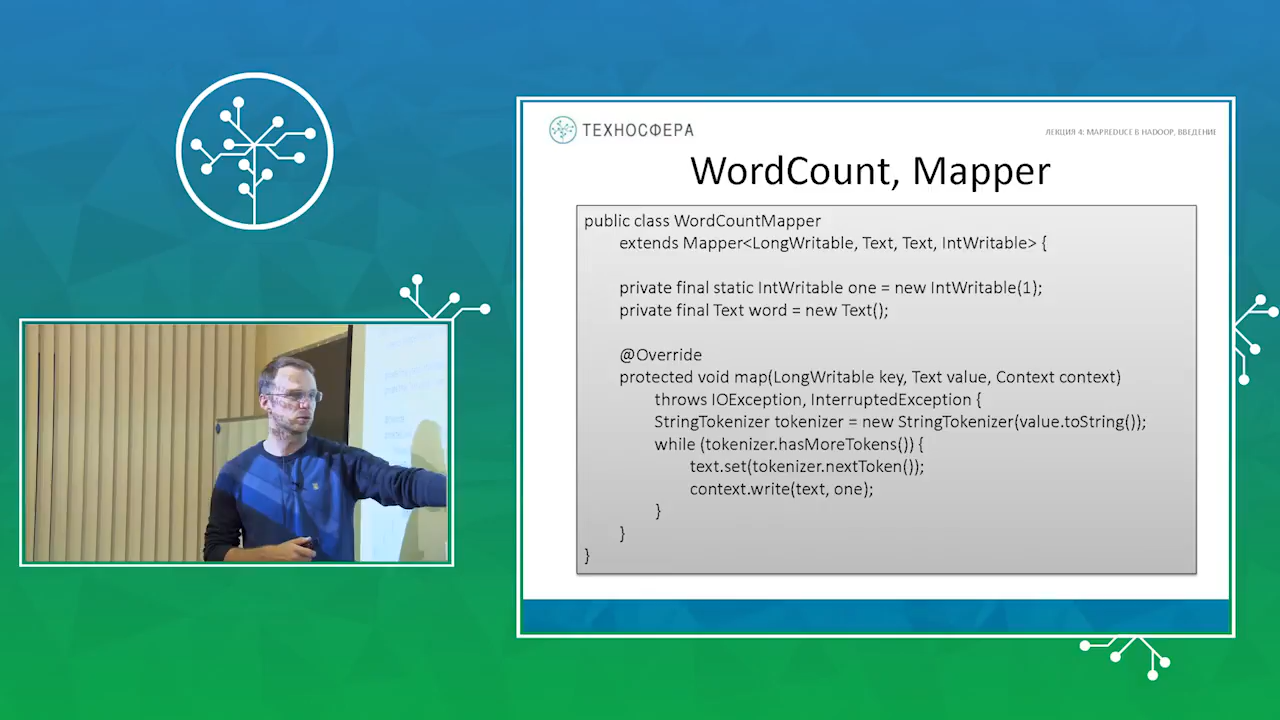 ТЕХНОСФЕРА
ЛЕКЦИЯ 4: MAPREDUCE В HADOOP, ВВЕДЕНИЕ
WordCount, Mapper
public class WordCountMapper
extends Mapper<LongWritable, Text, Text, IntWritable> {
private final static IntWritable one = new IntWritable(1);
private final Text word = new Text();
@Override
protected void map(LongWritable key, Text value, Context context)
throws IOException, InterruptedException {
StringTokenizer tokenizer = new StringTokenizer(value.toString());
while (tokenizer.hasMoreTokens()) {
text.set(tokenizer.nextToken());
context.write(text, one);
}
}
}